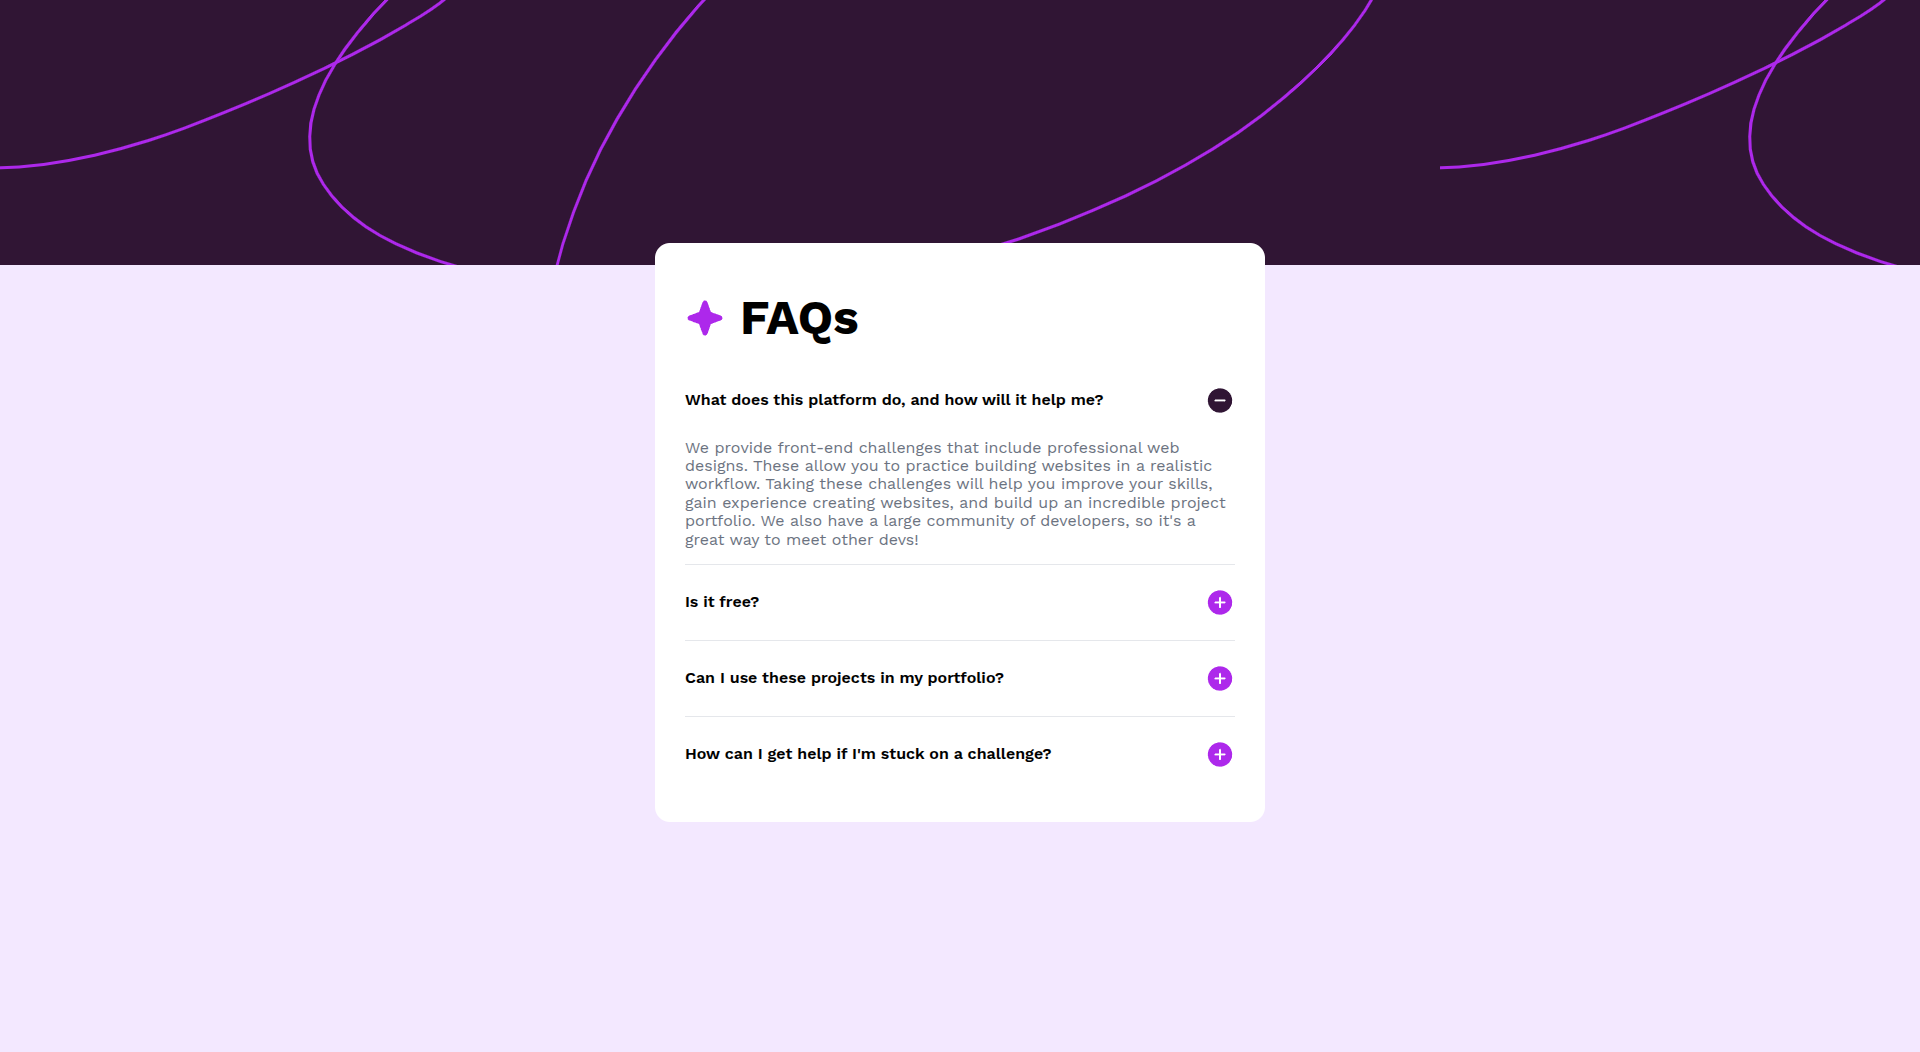 FAQs
What does this platform do, and how will it help me?
We provide front-end challenges that include professional web
designs. These allow you to practice building websites in a realistic
workflow. Taking these challenges will help you improve your skills,
gain experience creating websites, and build up an incredible project
portfolio. We also have a large community of developers, so it's a
great way to meet other devs!
Is it free?
Can I use these projects in my portfolio?
How can I get help if I'm stuck on a challenge?